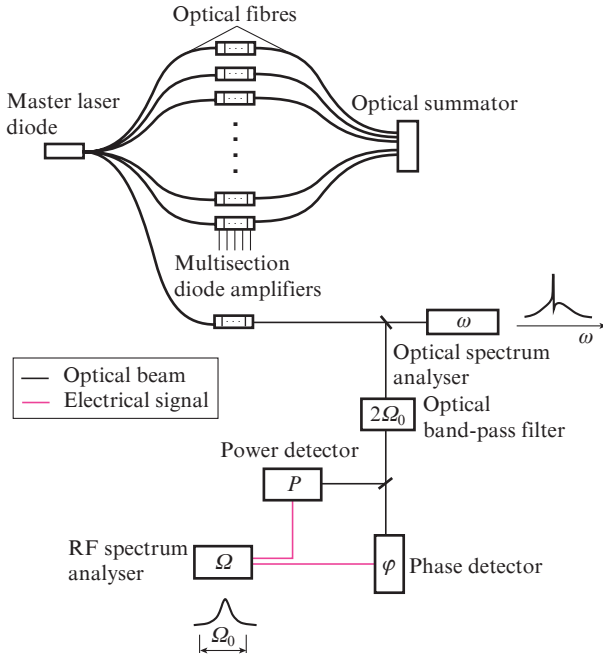 Optical fibres
Master laser
diode
Optical summator
Multisection
diode amplifiers
ω
ω
Optical spectrum
analyser
Optical beam
Electrical signal
2Ω₀
Optical
band-pass filter
Power detector
P
RF spectrum
analyser
Ω
φ
Phase detector
Ω₀